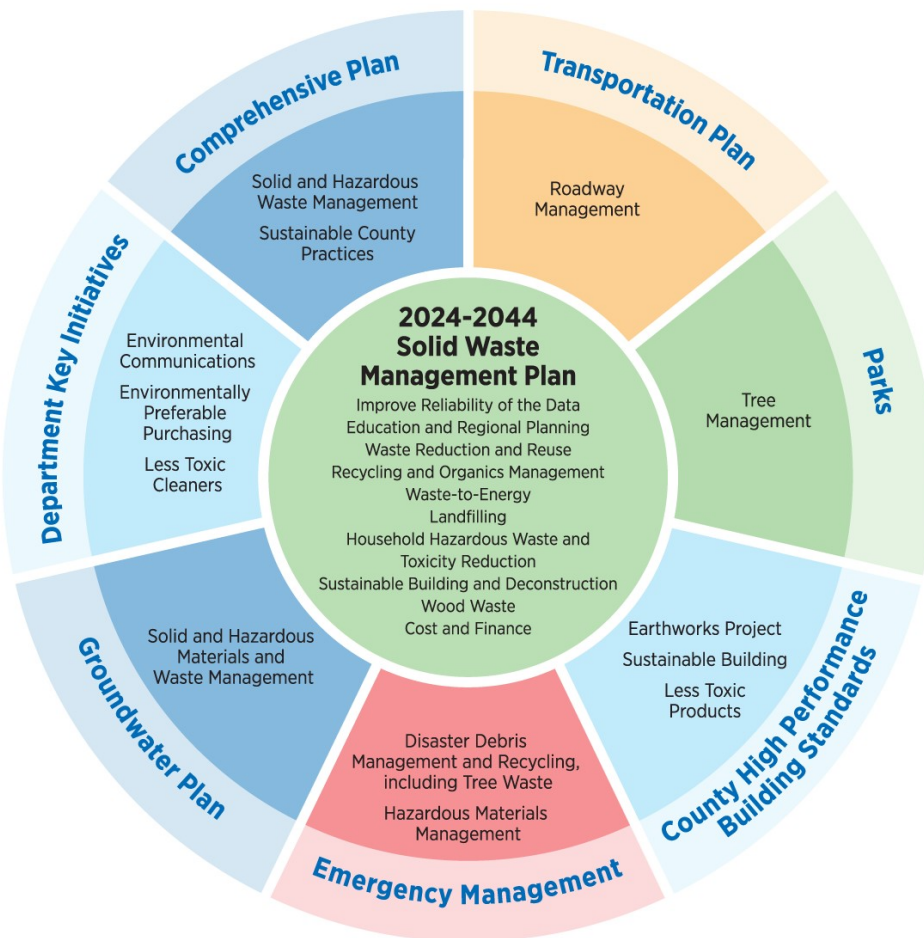 Comprehensive Plan
Solid and Hazardous
Waste Management
Sustainable County
Practices
Transportation Plan
Roadway
Management
Parks
Tree
Management
County High Performance
Building Standards
Earthworks Project
Sustainable Building
Less Toxic
Products
Emergency Management
Disaster Debris
Management and Recycling,
including Tree Waste
Hazardous Materials
Management
Groundwater Plan
Solid and Hazardous
Materials and
Waste Management
Department Key Initiatives
Environmental
Communications
Environmentally
Preferable
Purchasing
Less Toxic
Cleaners
2024-2044
Solid Waste
Management Plan
Improve Reliability of the Data
Education and Regional Planning
Waste Reduction and Reuse
Recycling and Organics Management
Waste-to-Energy
Landfilling
Household Hazardous Waste and
Toxicity Reduction
Sustainable Building and Deconstruction
Wood Waste
Cost and Finance